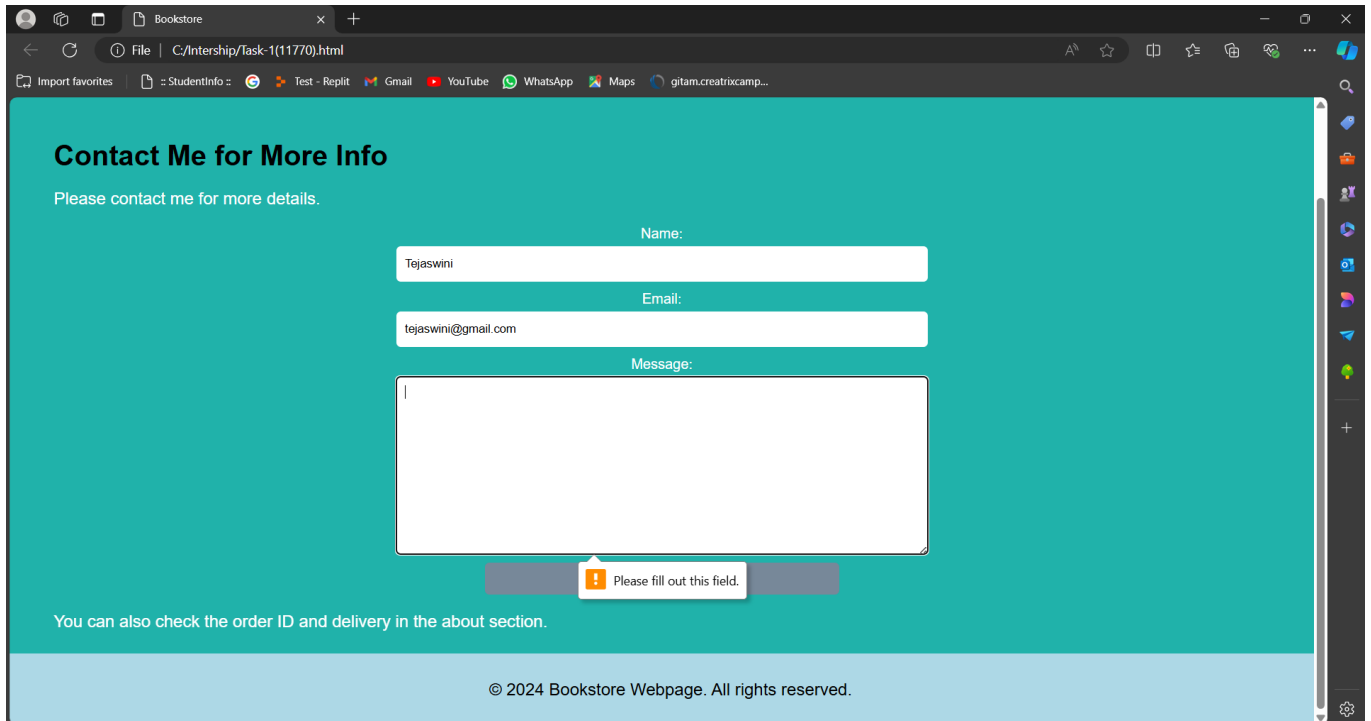 Bookstore
File
C:/Intership/Task-1(11770).html
Import favorites
:: StudentInfo ::
Test - Replit
Gmail
YouTube
WhatsApp
Maps
gitam.creatrixcamp...
Contact Me for More Info
Please contact me for more details.
Name:
Tejaswini
Email:
tejaswini@gmail.com
Message:
Please fill out this field.
You can also check the order ID and delivery in the about section.
© 2024 Bookstore Webpage. All rights reserved.